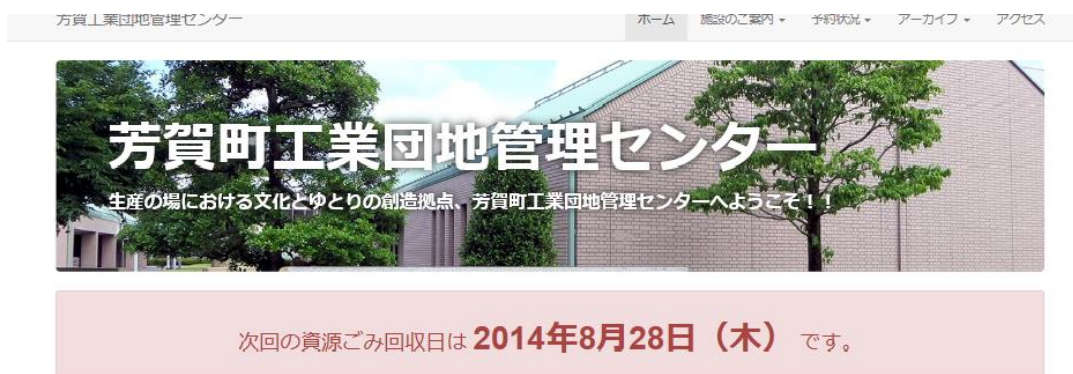 芳賀工業団地管理センター
ホーム 施設のご案内 予約状況 アーカイブ アクセス
芳賀町工業団地管理センター
生産の場における文化とゆとりの創造拠点、芳賀町工業団地管理センターへようこそ！！
次回の資源ごみ回収日は 2014年8月28日（木） です。